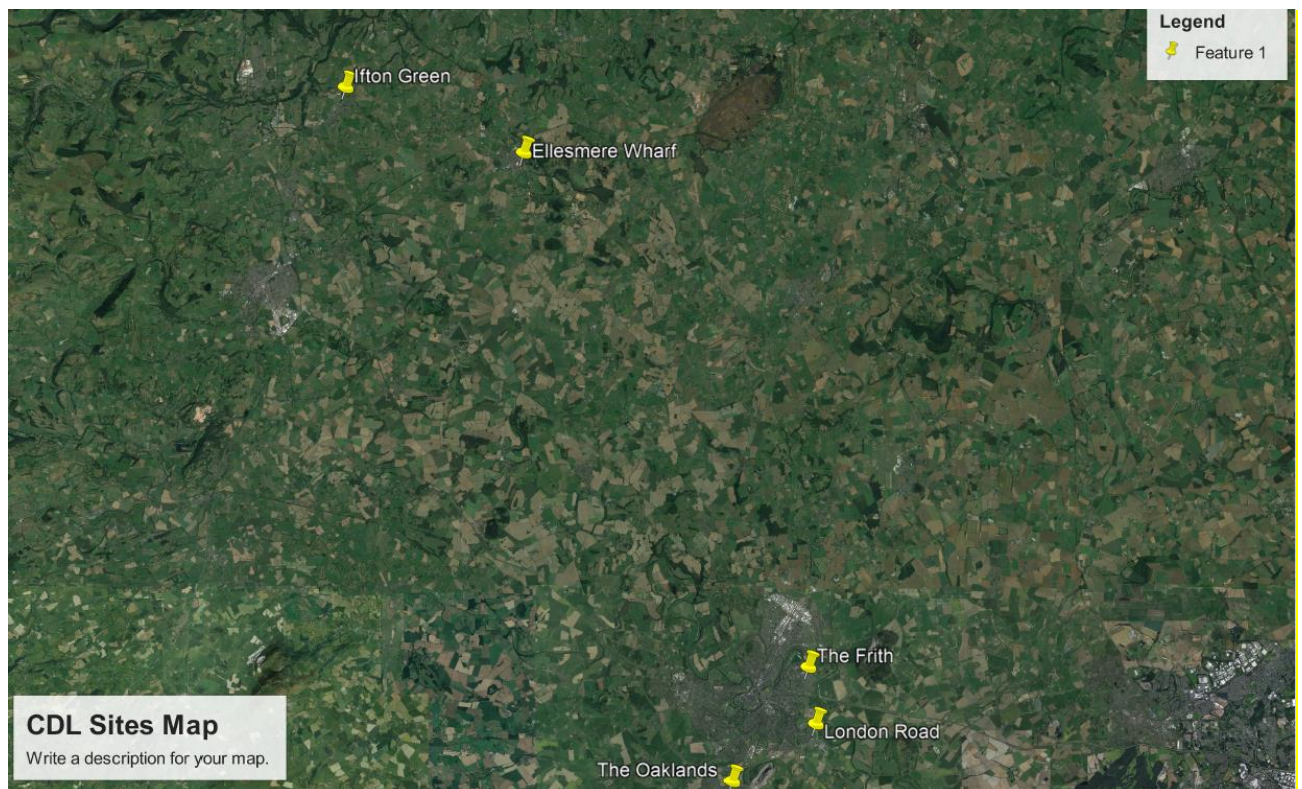 Legend
Feature 1
Ifton Green
Ellesmere Wharf
The Frith
London Road
The Oaklands
CDL Sites Map
Write a description for your map.